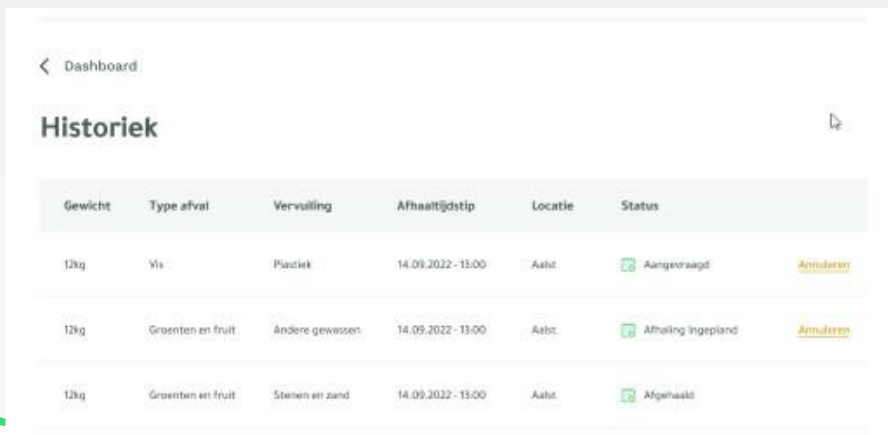 Dashboard
Historiek
Gewicht Type afval Vervuiling Afhaaltijdstip Locatie Status
12kg Vis Plastiek 14.09.2022 - 13:00 Aalst Aangevraagd Annuleren
12kg Groenten en fruit Andere gewassen 14.09.2022 - 13:00 Aalst Afhaling ingepland Annuleren
12kg Groenten en fruit Stenen en zand 14.09.2022 - 13:00 Aalst Afgehaald